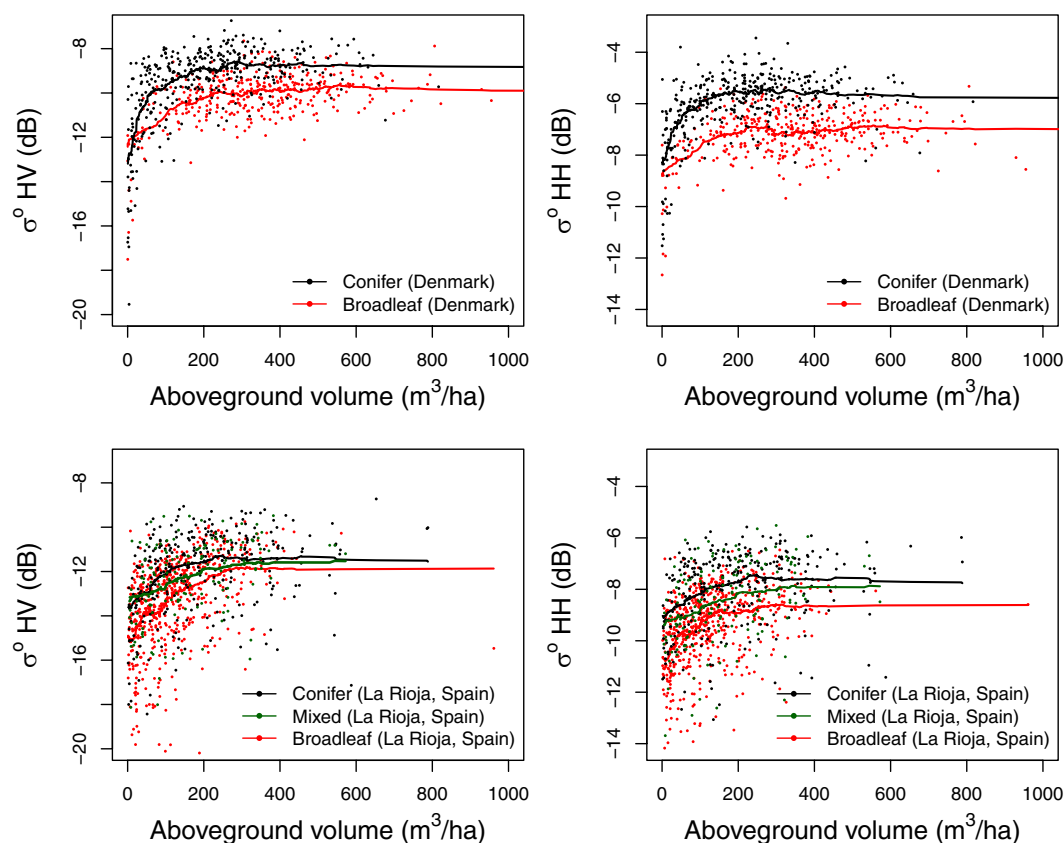 −8
−12
−16
−20
σ° HV (dB)
Conifer (Denmark)
Broadleaf (Denmark)
0 200 400 600 800 1000
Aboveground volume (m³/ha)
−4
−6
−8
−10
−12
−14
σ° HH (dB)
Conifer (Denmark)
Broadleaf (Denmark)
0 200 400 600 800 1000
Aboveground volume (m³/ha)
−8
−12
−16
−20
σ° HV (dB)
Conifer (La Rioja, Spain)
Mixed (La Rioja, Spain)
Broadleaf (La Rioja, Spain)
0 200 400 600 800 1000
Aboveground volume (m³/ha)
−4
−6
−8
−10
−12
−14
σ° HH (dB)
Conifer (La Rioja, Spain)
Mixed (La Rioja, Spain)
Broadleaf (La Rioja, Spain)
0 200 400 600 800 1000
Aboveground volume (m³/ha)